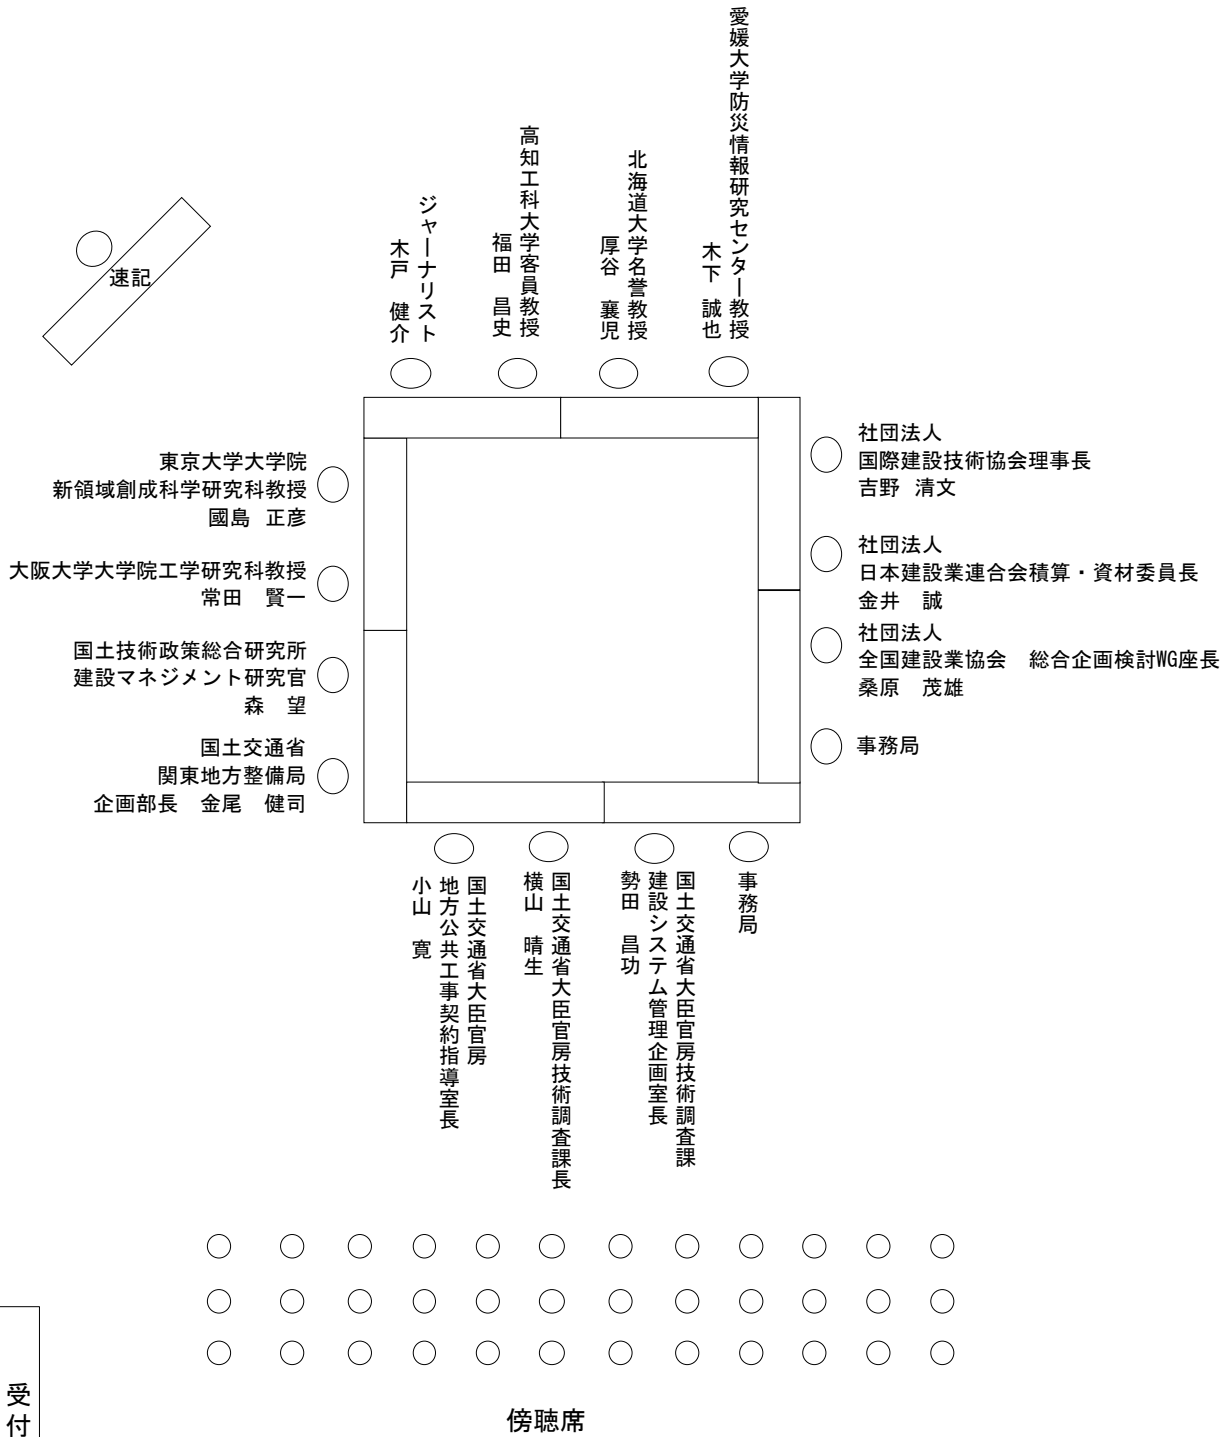 愛媛大学防災情報研究センター教授
木下 誠也
北海道大学名誉教授
厚谷 襄児
高知工科大学客員教授
福田 昌史
ジャーナリスト
木戸 健介
速記
東京大学大学院
新領域創成科学研究科教授
國島 正彦
大阪大学大学院工学研究科教授
常田 賢一
国土技術政策総合研究所
建設マネジメント研究官
森 望
国土交通省
関東地方整備局
企画部長 金尾 健司
社団法人
国際建設技術協会理事長
吉野 清文
社団法人
日本建設業連合会積算・資材委員長
金井 誠
社団法人
全国建設業協会 総合企画検討WG座長
桑原 茂雄
事務局
事務局
国土交通省大臣官房技術調査課
建設システム管理企画室長
勢田 昌功
国土交通省大臣官房技術調査課長
横山 晴生
国土交通省大臣官房
地方公共工事契約指導室長
小山 寛
受付
傍聴席